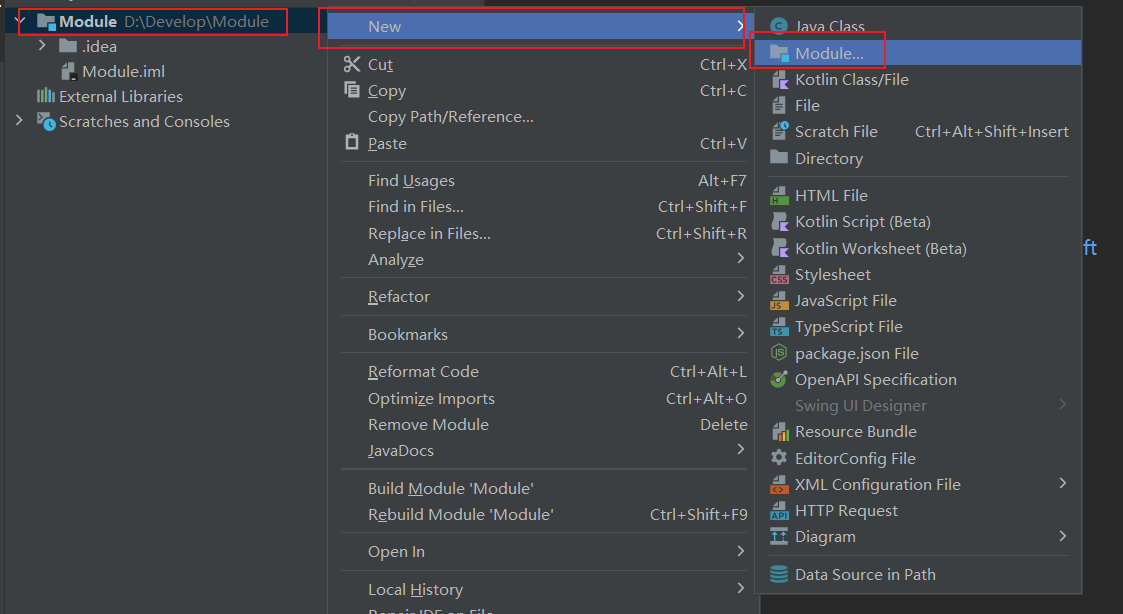 Module D:\Develop\Module
.idea
Module.iml
External Libraries
Scratches and Consoles
New
Cut Ctrl+X
Copy Ctrl+C
Copy Path/Reference...
Paste Ctrl+V
Find Usages Alt+F7
Find in Files... Ctrl+Shift+F
Replace in Files... Ctrl+Shift+R
Analyze
Refactor
Bookmarks
Reformat Code Ctrl+Alt+L
Optimize Imports Ctrl+Alt+O
Remove Module Delete
JavaDocs
Build Module 'Module'
Rebuild Module 'Module' Ctrl+Shift+F9
Open In
Local History
Repair IDE on File
Java Class
Module...
Kotlin Class/File
File
Scratch File Ctrl+Alt+Shift+Insert
Directory
HTML File
Kotlin Script (Beta)
Kotlin Worksheet (Beta)
Stylesheet
JavaScript File
TypeScript File
package.json File
OpenAPI Specification
Swing UI Designer
Resource Bundle
EditorConfig File
XML Configuration File
HTTP Request
Diagram
Data Source in Path
ft